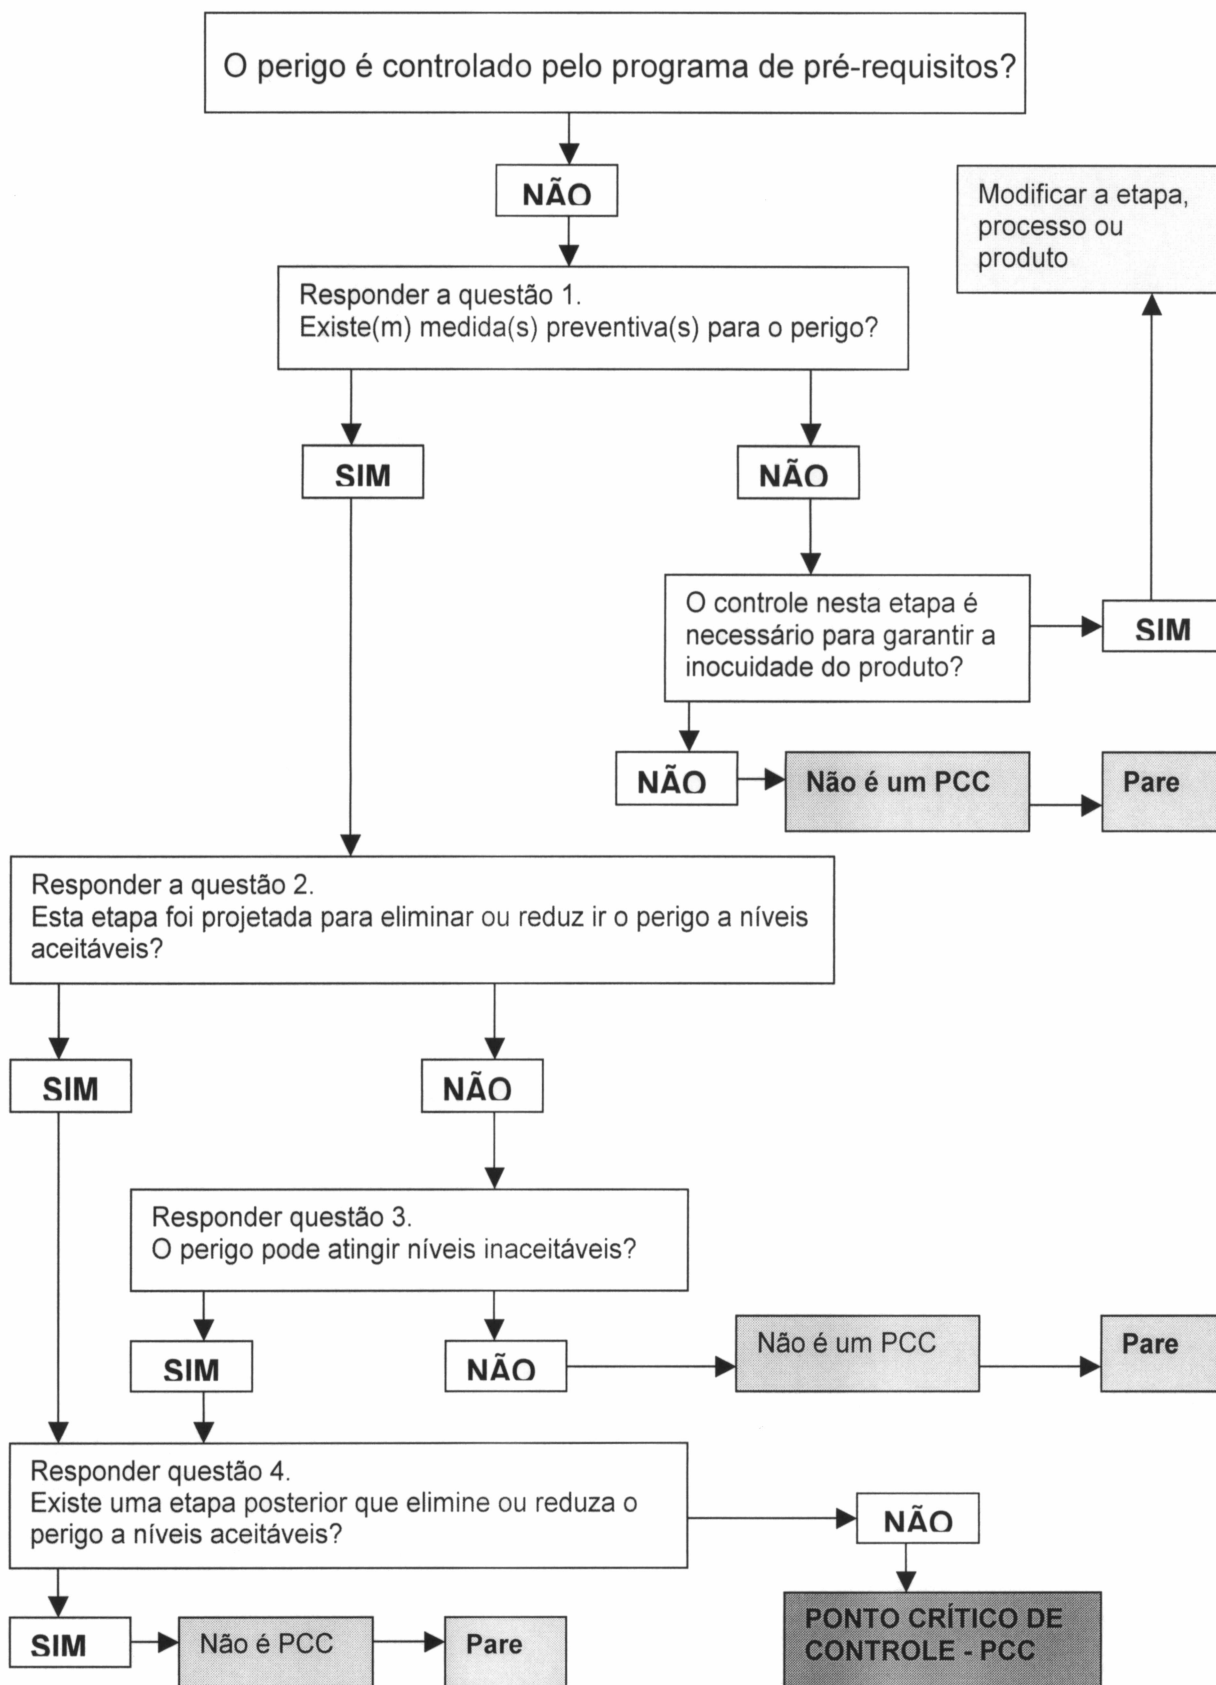 O perigo é controlado pelo programa de pré-requisitos?
NÃO
Modificar a etapa,
processo ou
produto
Responder a questão 1.
Existe(m) medida(s) preventiva(s) para o perigo?
SIM
NÃO
O controle nesta etapa é
necessário para garantir a
inocuidade do produto?
SIM
NÃO
Não é um PCC
Pare
Responder a questão 2.
Esta etapa foi projetada para eliminar ou reduz ir o perigo a níveis
aceitáveis?
SIM
NÃO
Responder questão 3.
O perigo pode atingir níveis inaceitáveis?
SIM
NÃO
Não é um PCC
Pare
Responder questão 4.
Existe uma etapa posterior que elimine ou reduza o
perigo a níveis aceitáveis?
NÃO
SIM
Não é PCC
Pare
PONTO CRÍTICO DE
CONTROLE - PCC